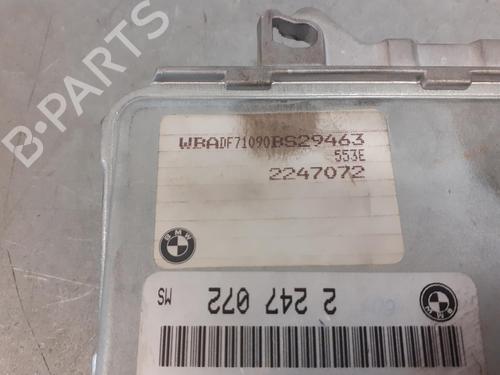 B-PARTS
WBADF71090BS29463
553E
2247072
BMW
2 247 072
MS
BMW